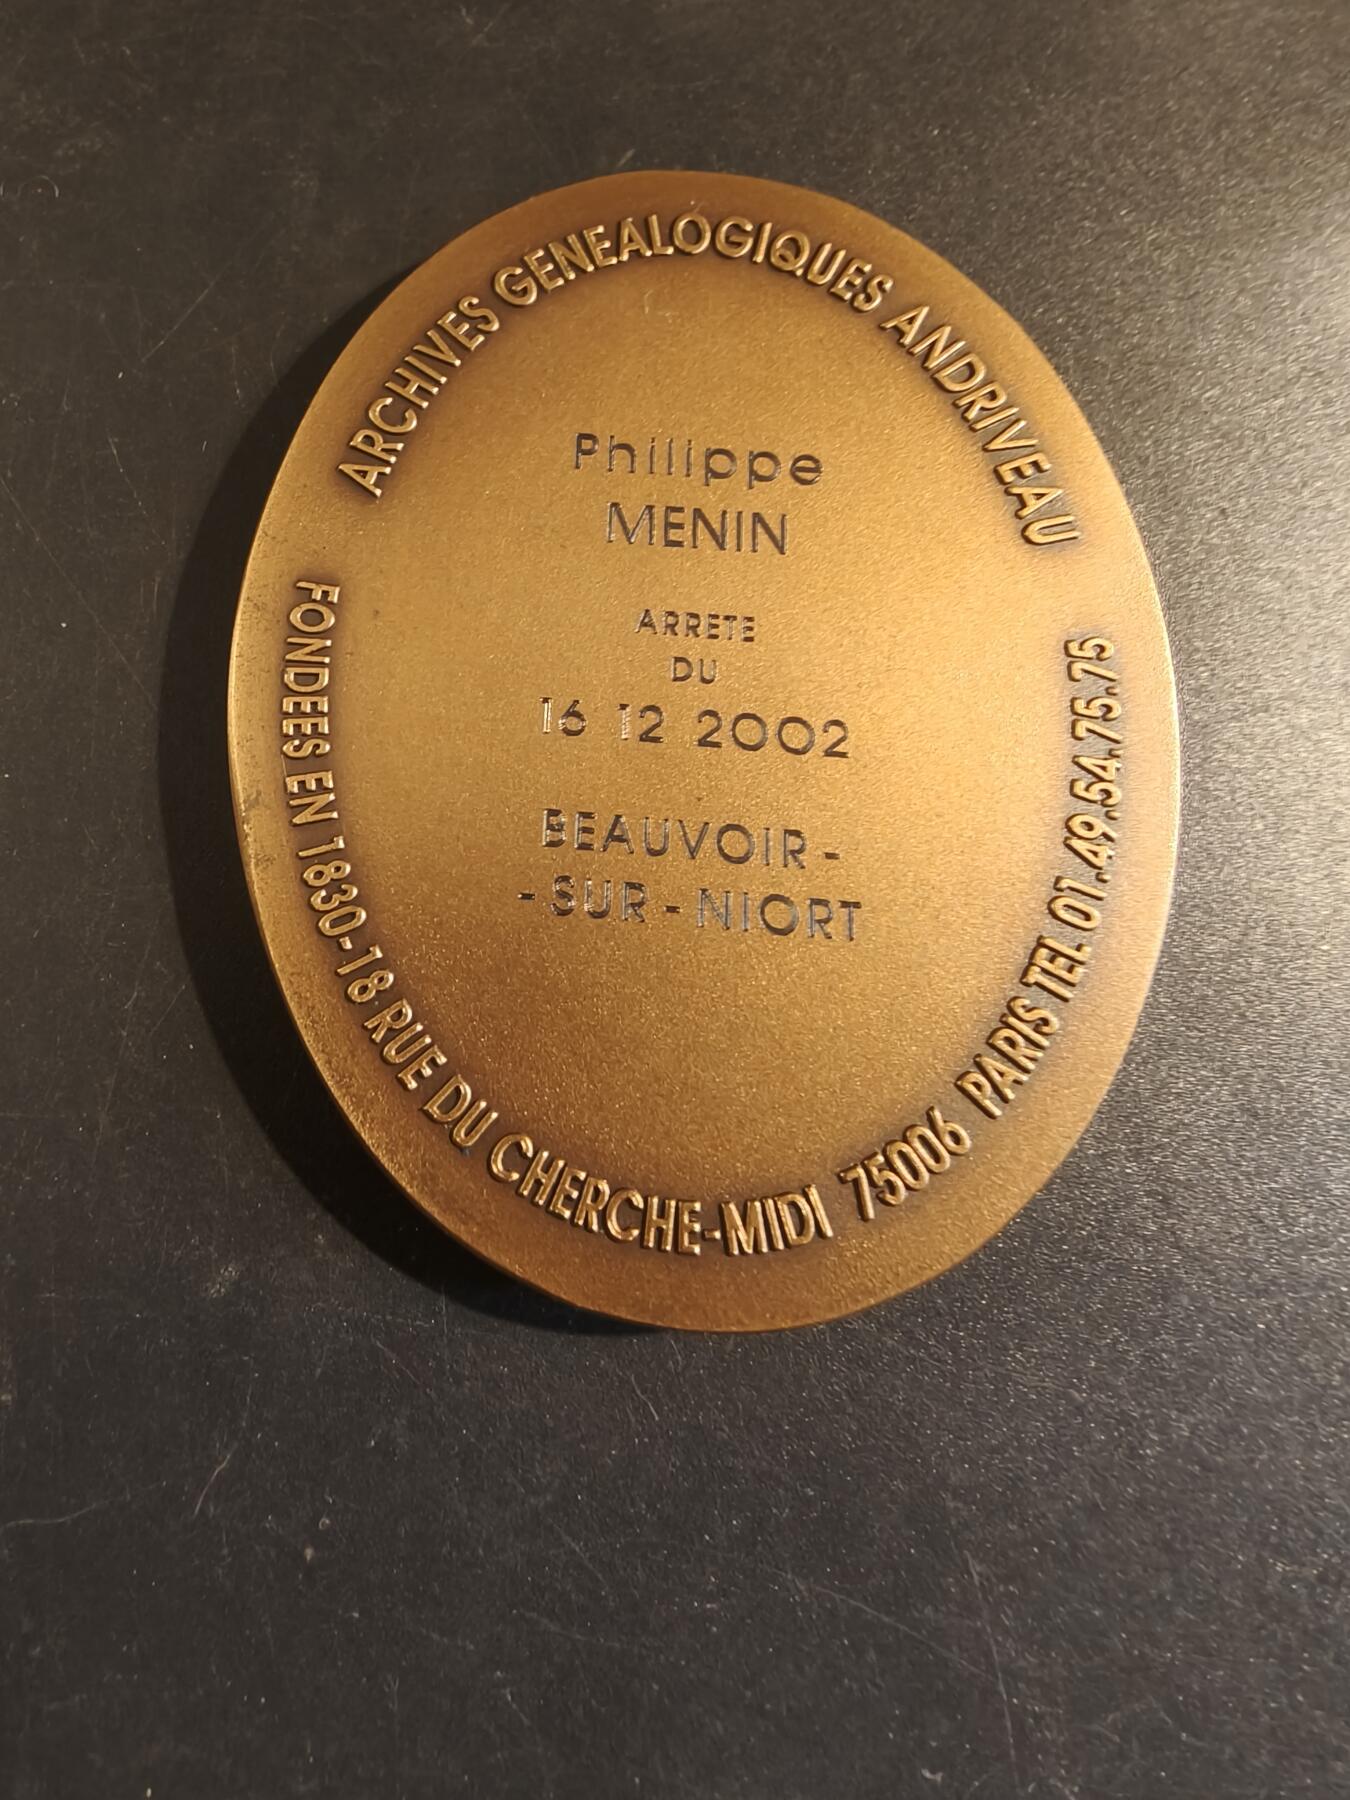 ARCHIVES GENEALOGIQUES ANDRIVEAU
Philippe
MENIN
ARRETE
DU
16 12 2002
BEAUVOIR-
-SUR-NIORT
FONDEES EN 1830-18 RUE DU CHERCHE-MIDI 75006 PARIS TEL 01.49.54.75.75